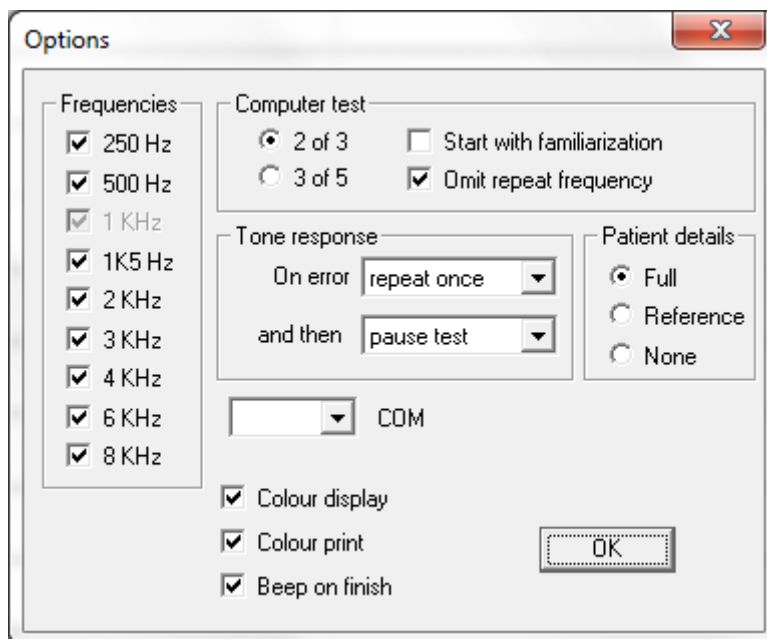 Options
Frequencies
250 Hz
500 Hz
1 KHz
1K5 Hz
2 KHz
3 KHz
4 KHz
6 KHz
8 KHz
Computer test
2 of 3
Start with familiarization
3 of 5
Omit repeat frequency
Tone response
On error repeat once
and then pause test
Patient details
Full
Reference
None
COM
Colour display
Colour print
Beep on finish
OK